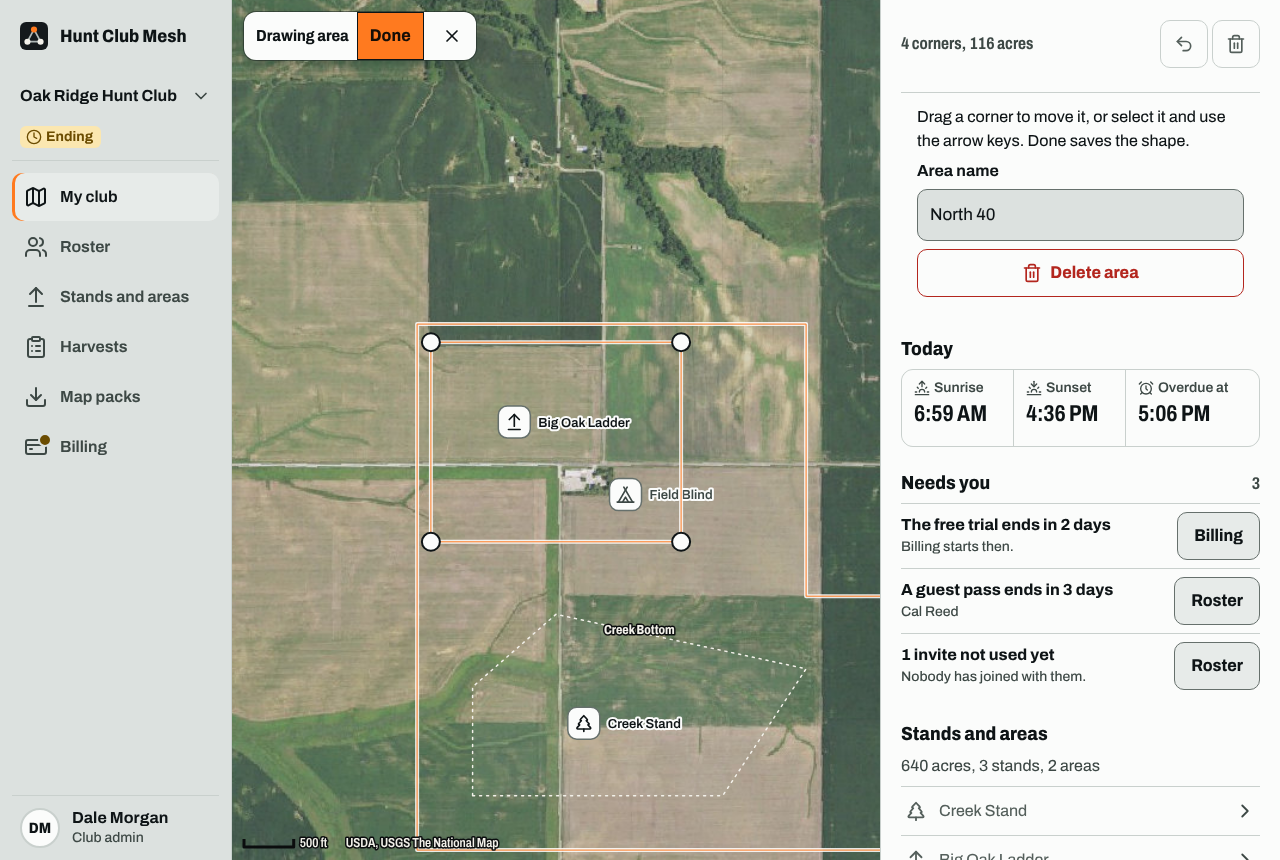 Hunt Club Mesh
Oak Ridge Hunt Club
Ending
My club
Roster
Stands and areas
Harvests
Map packs
Billing
DM
Dale Morgan
Club admin
Drawing area
Done
Big Oak Ladder
Field Blind
Creek Bottom
Creek Stand
500 ft
USDA, USGS The National Map
4 corners, 116 acres
Drag a corner to move it, or select it and use
the arrow keys. Done saves the shape.
Area name
North 40
Delete area
Today
Sunrise
6:59 AM
Sunset
4:36 PM
Overdue at
5:06 PM
Needs you
3
The free trial ends in 2 days
Billing starts then.
Billing
A guest pass ends in 3 days
Cal Reed
Roster
1 invite not used yet
Nobody has joined with them.
Roster
Stands and areas
640 acres, 3 stands, 2 areas
Creek Stand
Big Oak Ladder